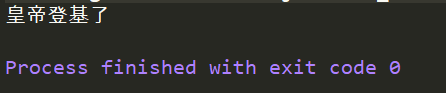 皇帝登基了
Process finished with exit code 0